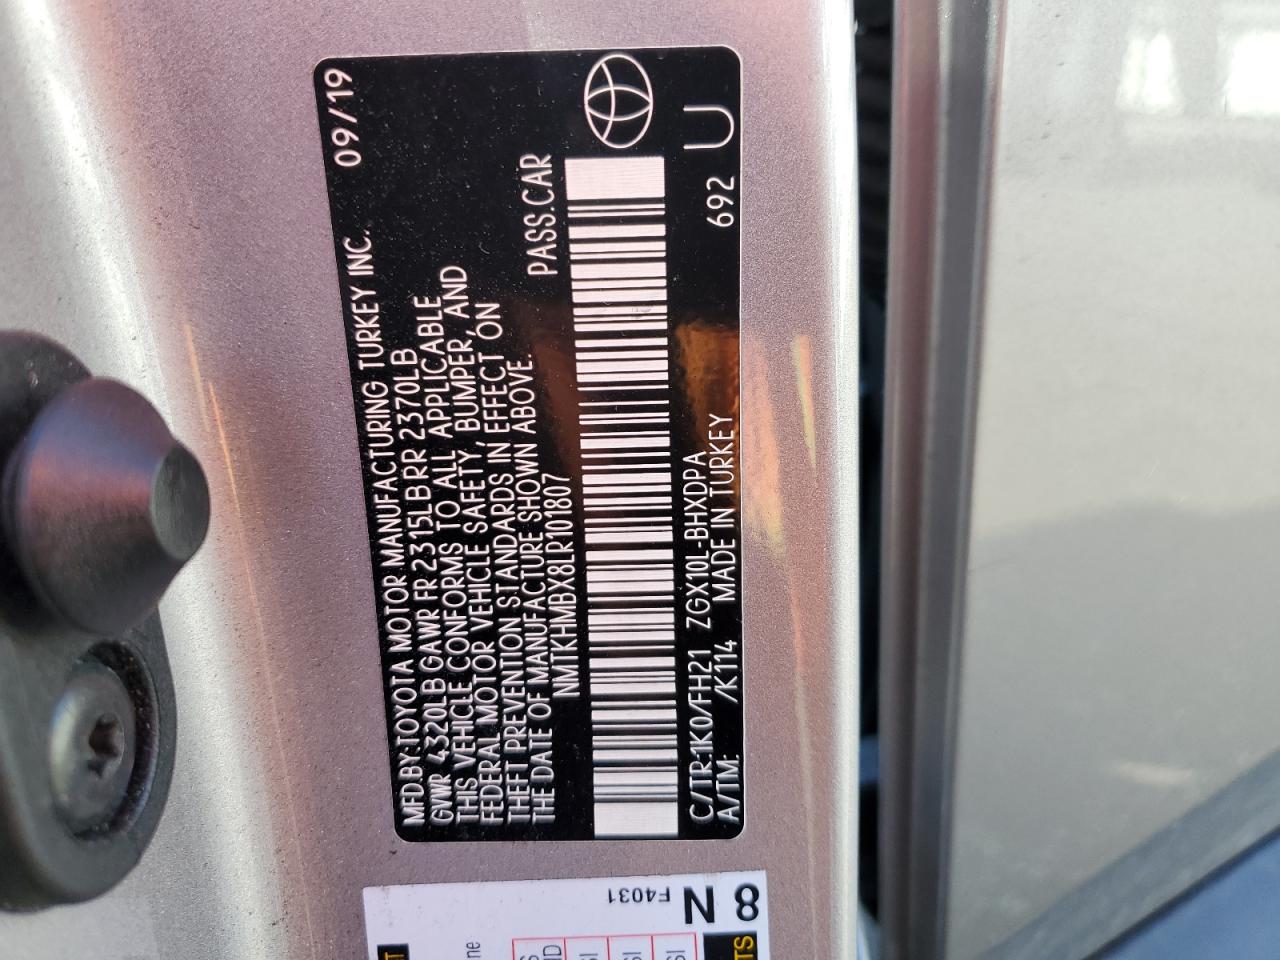 MFD.BY:TOYOTA MOTOR MANUFACTURING TURKEY INC. 09/19
GVWR 4320LB GAWR FR 2315LB RR 2370LB
THIS VEHICLE CONFORMS TO ALL APPLICABLE
FEDERAL MOTOR VEHICLE SAFETY, BUMPER, AND
THEFT PREVENTION STANDARDS IN EFFECT ON
THE DATE OF MANUFACTURE SHOWN ABOVE.
NMTKHMBX8LR101807 PASS.CAR
C/TR:1K0/FH21 ZGX10L-BHXDPA
A/TM: /K114 MADE IN TURKEY 692 U
F4031
8 N